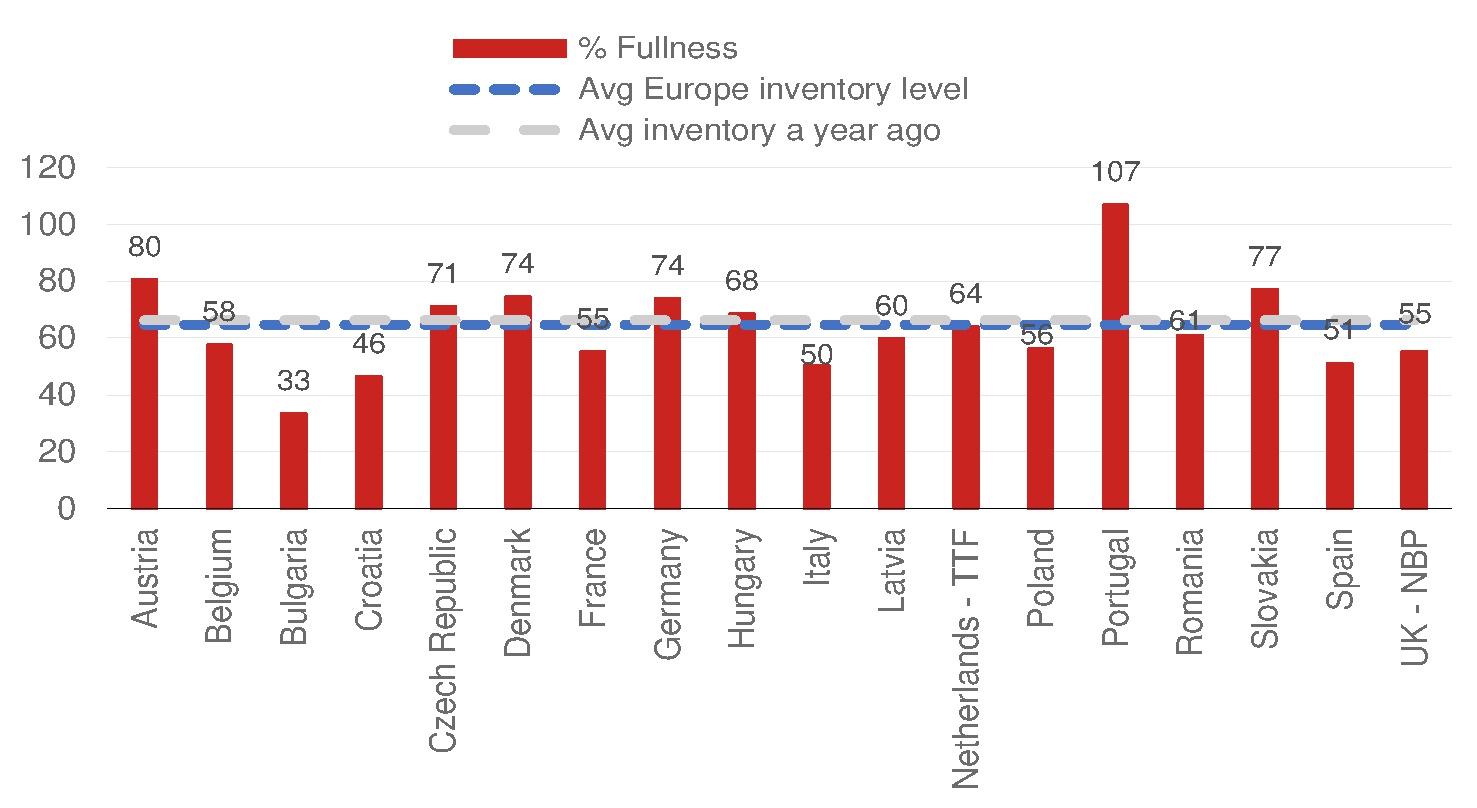 % Fullness
Avg Europe inventory level
Avg inventory a year ago
120
100
80
60
40
20
0
80
58
33
46
71
74
55
74
68
50
60
64
56
107
61
77
51
55
Austria
Belgium
Bulgaria
Croatia
Czech Republic
Denmark
France
Germany
Hungary
Italy
Latvia
Netherlands - TTF
Poland
Portugal
Romania
Slovakia
Spain
UK - NBP